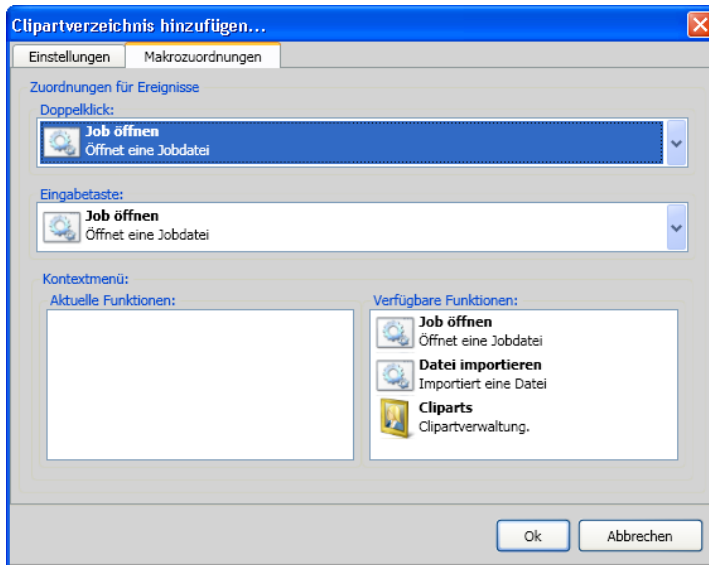 Clipartverzeichnis hinzufügen...
Einstellungen Makrozuordnungen
Zuordnungen für Ereignisse
Doppelklick:
Job öffnen
Öffnet eine Jobdatei
Eingabetaste:
Job öffnen
Öffnet eine Jobdatei
Kontextmenü:
Aktuelle Funktionen:
Verfügbare Funktionen:
Job öffnen
Öffnet eine Jobdatei
Datei importieren
Importiert eine Datei
Cliparts
Clipartverwaltung.
Ok Abbrechen